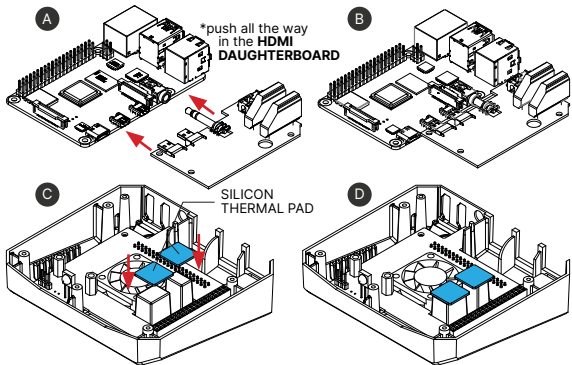 A
*push all the way
in the HDMI
DAUGHTERBOARD
B
C
SILICON
THERMAL PAD
D